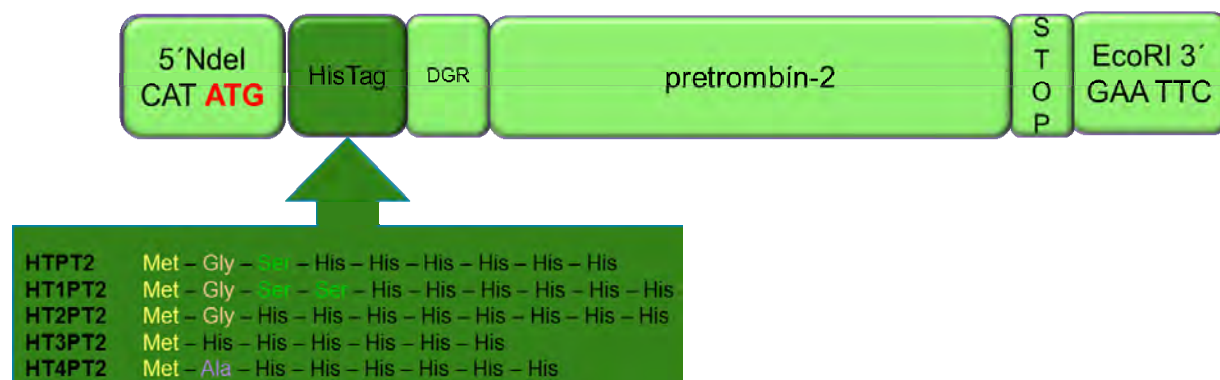 5´NdeI
CAT ATG
HisTag
DGR
pretrombin-2
S
T
O
P
EcoRI 3´
GAA TTC
HTPT2 Met – Gly – Ser – His – His – His – His – His – His
HT1PT2 Met – Gly – Ser – Ser – His – His – His – His – His – His
HT2PT2 Met – Gly – His – His – His – His – His – His – His – His
HT3PT2 Met – His – His – His – His – His – His
HT4PT2 Met – Ala – His – His – His – His – His – His